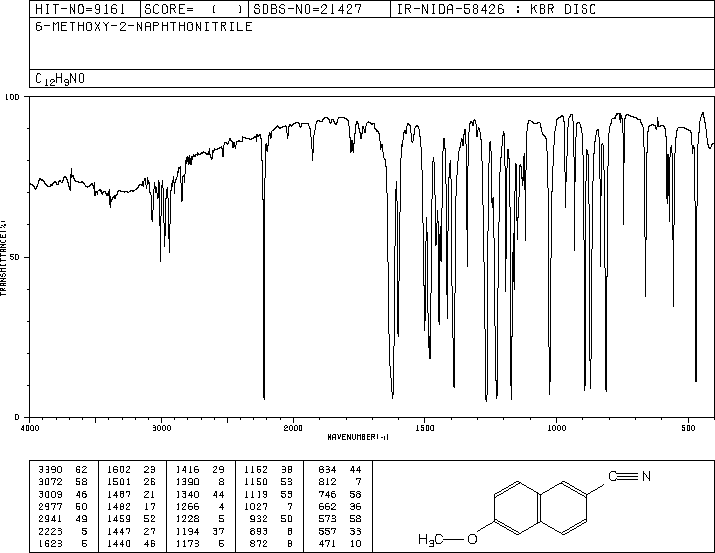 HIT-NO=9161 SCORE= ( ) SDBS-NO=21427 IR-NIDA-58426 : KBR DISC
6-METHOXY-2-NAPHTHONITRILE
C12H9NO
100
50
0
TRANSMITTANCE(%)
4000 3000 2000 1500 1000 500
WAVENUMBER(-1)
3390 62 1602 23 1416 29 1162 38 834 44
3072 58 1501 26 1390 8 1150 53 812 7
3009 46 1487 21 1340 44 1119 53 746 58
2977 50 1482 17 1266 4 1027 7 662 36
2941 49 1459 52 1228 5 932 50 573 58
2223 5 1447 27 1194 37 893 8 557 33
1623 5 1440 46 1173 5 872 8 471 10
C N
H3C O